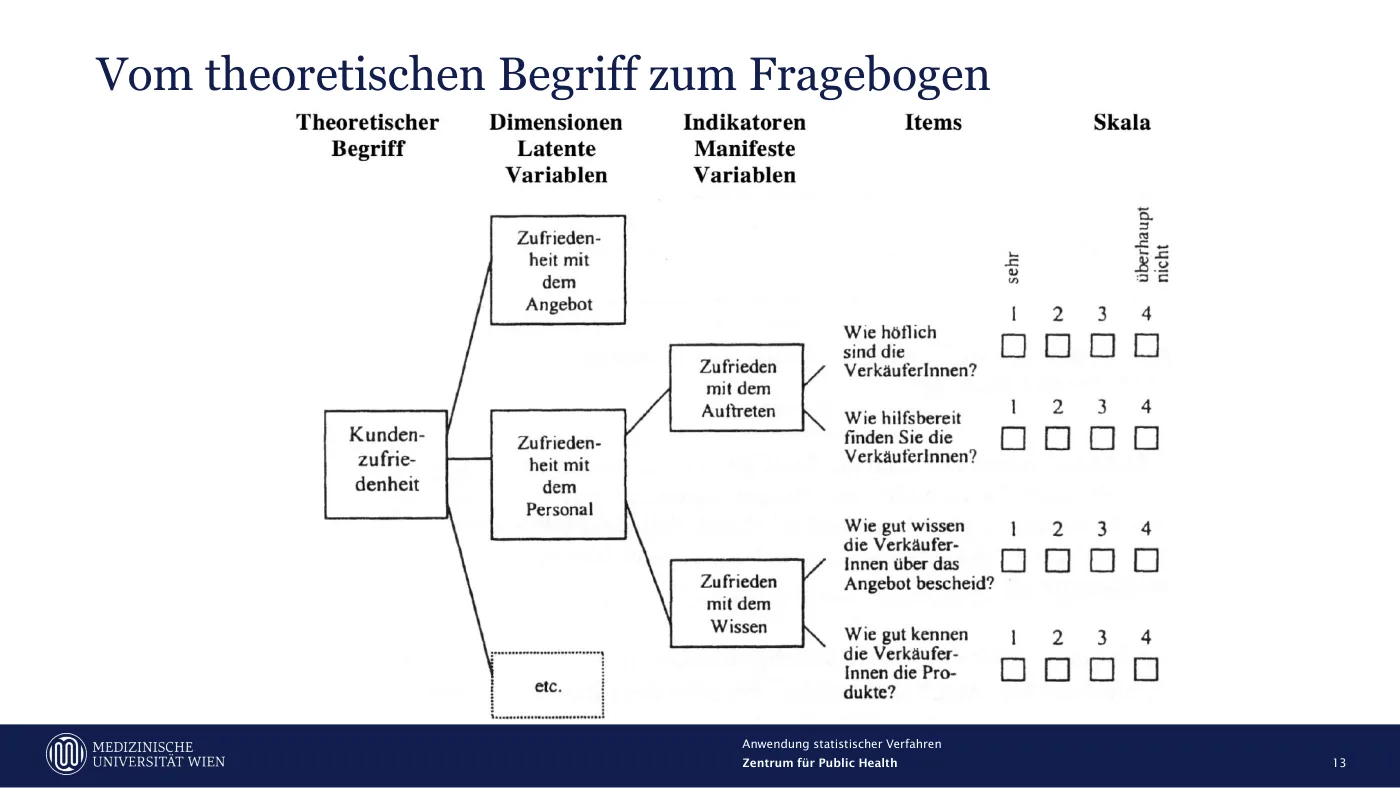 Vom theoretischen Begriff zum Fragebogen
Theoretischer
Begriff
Dimensionen
Latente
Variablen
Indikatoren
Manifeste
Variablen
Items
Skala
Kunden-
zufrie-
denheit
Zufrieden-
heit mit
dem
Angebot
Zufrieden-
heit mit
dem
Personal
etc.
Zufrieden
mit dem
Auftreten
Zufrieden
mit dem
Wissen
sehr
überhaupt
nicht
Wie höflich
sind die
VerkäuferInnen?
1 2 3 4
Wie hilfsbereit
finden Sie die
VerkäuferInnen?
1 2 3 4
Wie gut wissen
die Verkäufer-
Innen über das
Angebot bescheid?
1 2 3 4
Wie gut kennen
die Verkäufer-
Innen die Pro-
dukte?
1 2 3 4
MEDIZINISCHE
UNIVERSITÄT WIEN
Anwendung statistischer Verfahren
Zentrum für Public Health
13